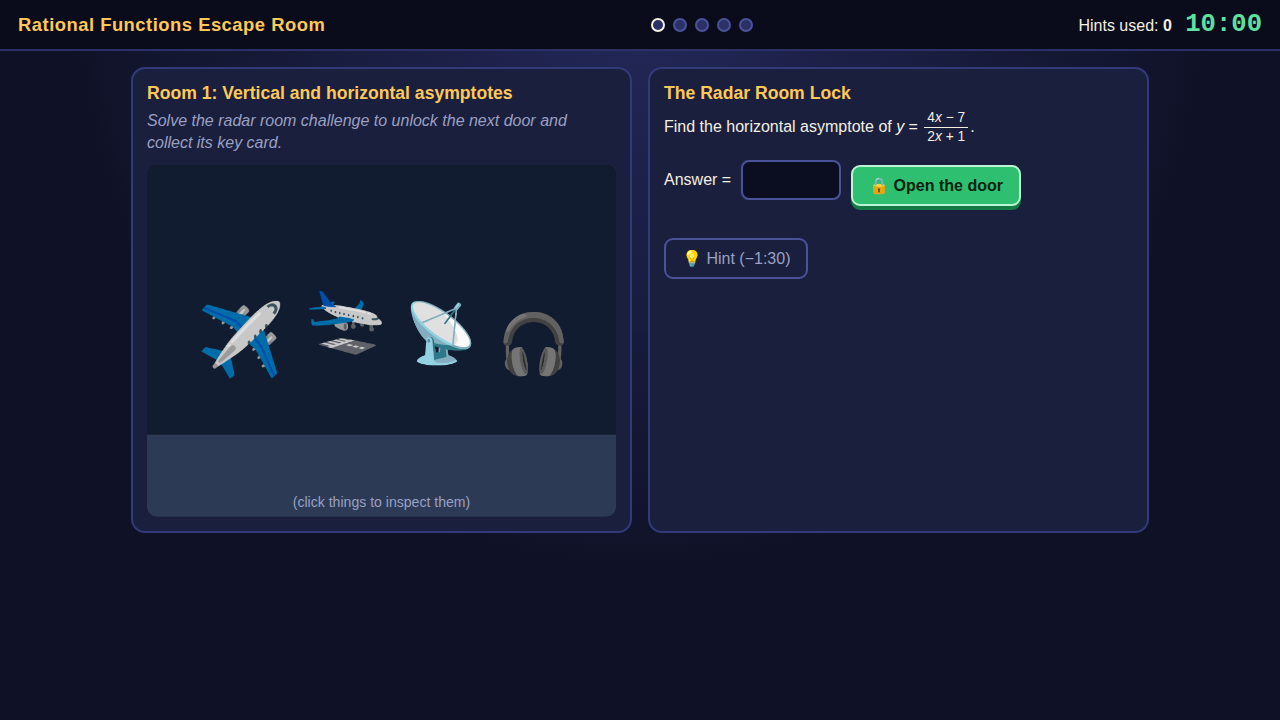 Rational Functions Escape Room
Hints used: 0
10:00
Room 1: Vertical and horizontal asymptotes
Solve the radar room challenge to unlock the next door and
collect its key card.
(click things to inspect them)
The Radar Room Lock
Find the horizontal asymptote of y = (4x − 7)/(2x + 1).
Answer =
🔒 Open the door
💡 Hint (−1:30)